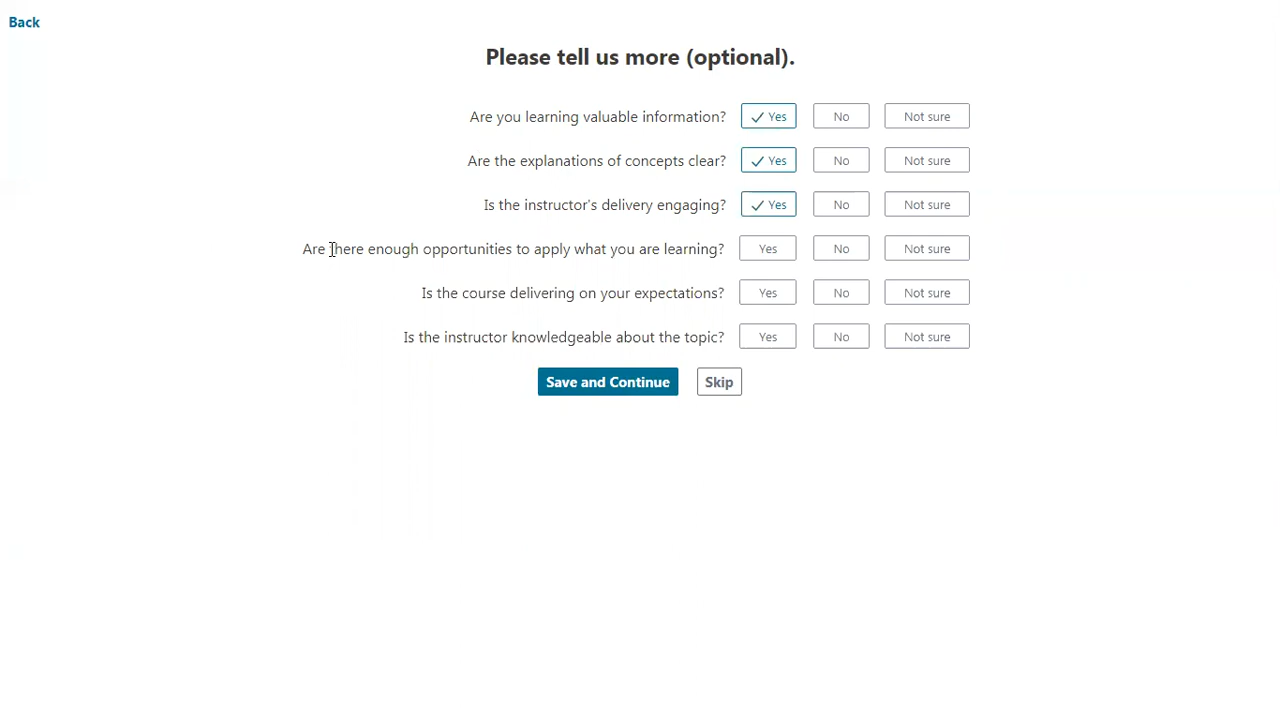 Back
Please tell us more (optional).
Are you learning valuable information? Yes No Not sure
Are the explanations of concepts clear? Yes No Not sure
Is the instructor's delivery engaging? Yes No Not sure
Are there enough opportunities to apply what you are learning? Yes No Not sure
Is the course delivering on your expectations? Yes No Not sure
Is the instructor knowledgeable about the topic? Yes No Not sure
Save and Continue Skip